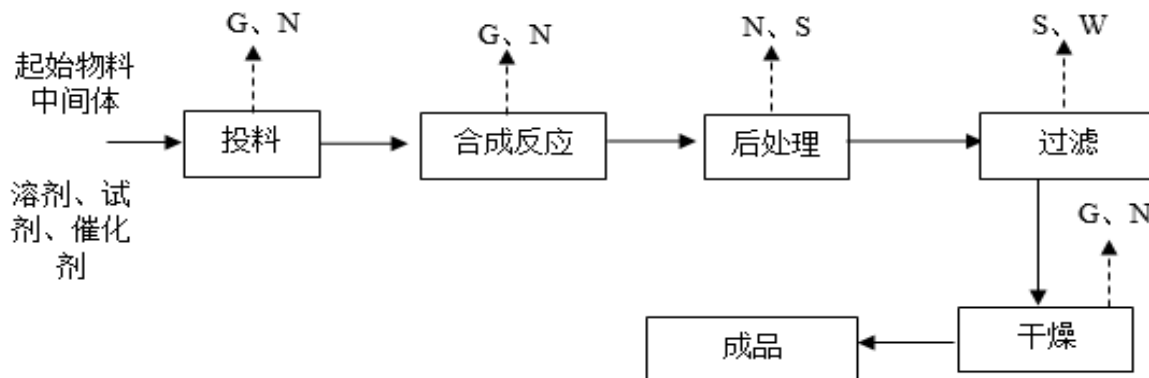 G、N
G、N
N、S
S、W
起始物料
中间体
投料
合成反应
后处理
过滤
溶剂、试
剂、催化
剂
G、N
成品
干燥